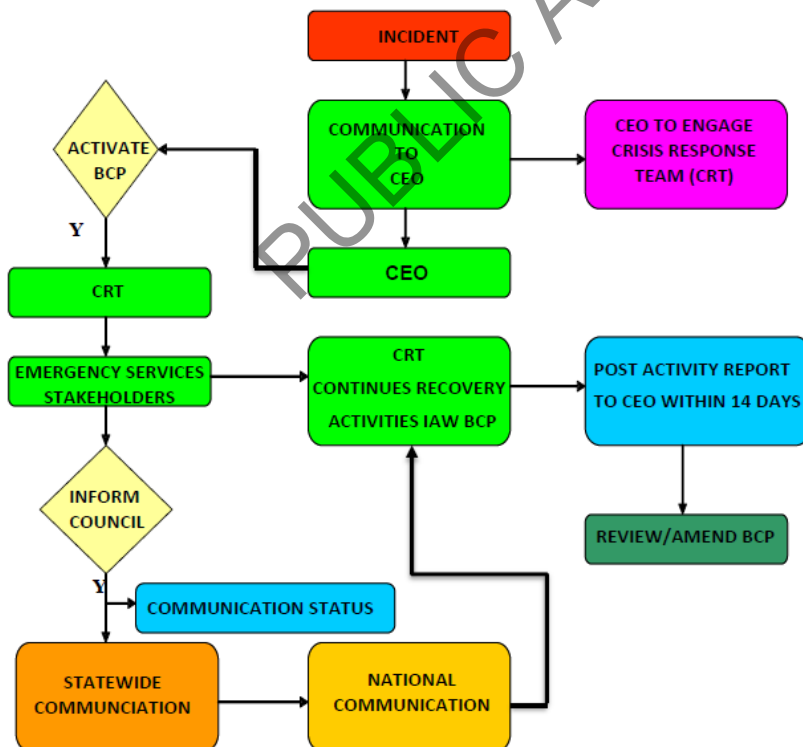 INCIDENT
COMMUNICATION
TO
CEO
CEO TO ENGAGE
CRISIS RESPONSE
TEAM (CRT)
ACTIVATE
BCP
Y
CEO
CRT
EMERGENCY SERVICES
STAKEHOLDERS
CRT
CONTINUES RECOVERY
ACTIVITIES IAW BCP
POST ACTIVITY REPORT
TO CEO WITHIN 14 DAYS
INFORM
COUNCIL
REVIEW/AMEND BCP
Y
COMMUNICATION STATUS
STATEWIDE
COMMUNCIATION
NATIONAL
COMMUNICATION
PUBLIC A